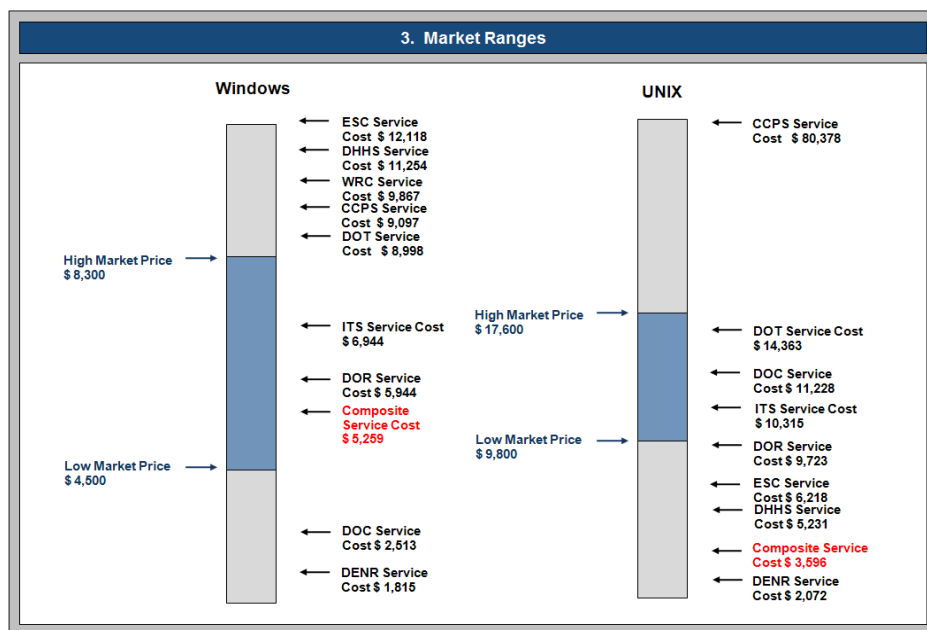 3. Market Ranges
Windows
ESC Service
Cost $ 12,118
DHHS Service
Cost $ 11,254
WRC Service
Cost $ 9,867
CCPS Service
Cost $ 9,097
DOT Service
Cost $ 8,998
High Market Price
$ 8,300
ITS Service Cost
$ 6,944
DOR Service
Cost $ 5,944
Composite
Service Cost
$ 5,259
Low Market Price
$ 4,500
DOC Service
Cost $ 2,513
DENR Service
Cost $ 1,815
UNIX
CCPS Service
Cost $ 80,378
High Market Price
$ 17,600
DOT Service Cost
$ 14,363
DOC Service
Cost $ 11,228
ITS Service Cost
$ 10,315
Low Market Price
$ 9,800
DOR Service
Cost $ 9,723
ESC Service
Cost $ 6,218
DHHS Service
Cost $ 5,231
Composite Service
Cost $ 3,596
DENR Service
Cost $ 2,072